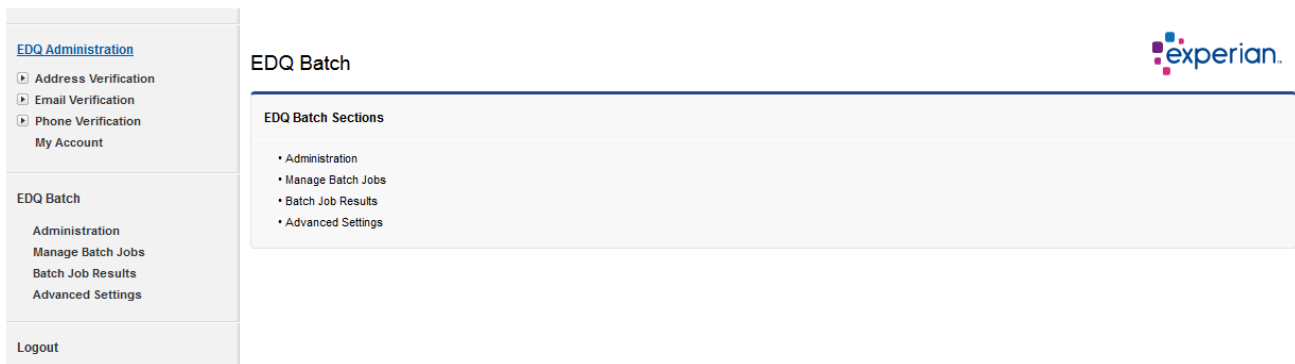 EDQ Administration
Address Verification
Email Verification
Phone Verification
My Account
EDQ Batch
Administration
Manage Batch Jobs
Batch Job Results
Advanced Settings
Logout
EDQ Batch
experian™
EDQ Batch Sections
• Administration
• Manage Batch Jobs
• Batch Job Results
• Advanced Settings